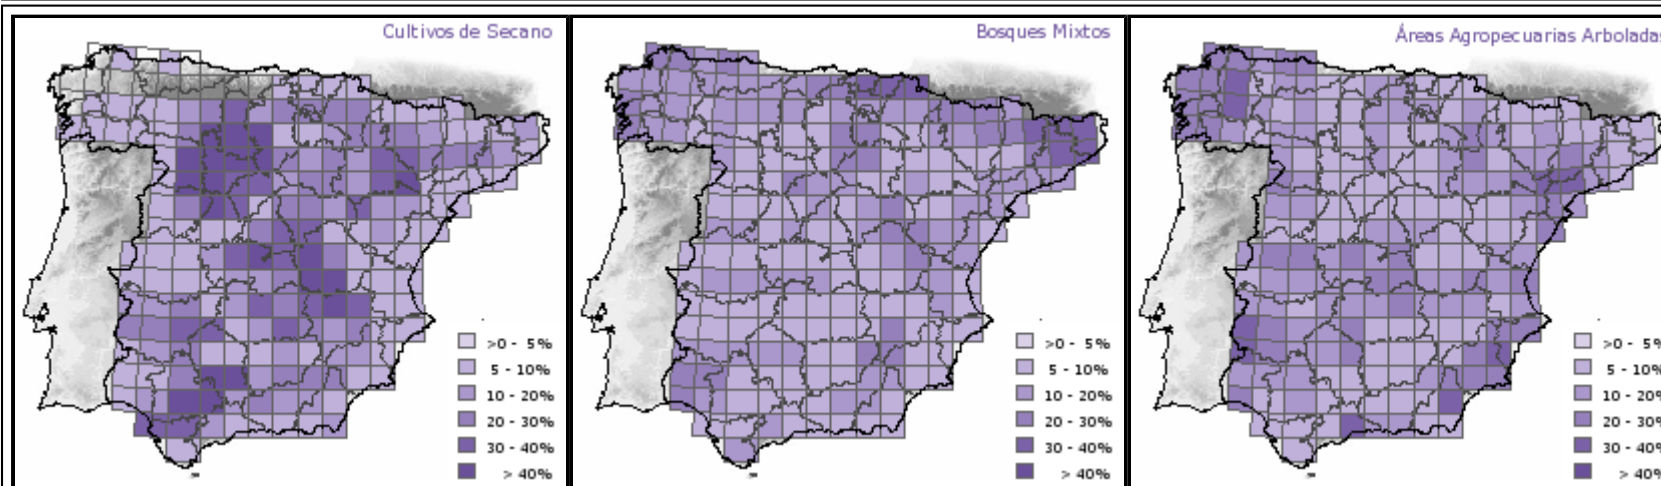 Cultivos de Secano
>0 - 5%
5 - 10%
10 - 20%
20 - 30%
30 - 40%
> 40%
Bosques Mixtos
>0 - 5%
5 - 10%
10 - 20%
20 - 30%
30 - 40%
> 40%
Áreas Agropecuarias Arboladas
>0 - 5%
5 - 10%
10 - 20%
20 - 30%
30 - 40%
> 40%